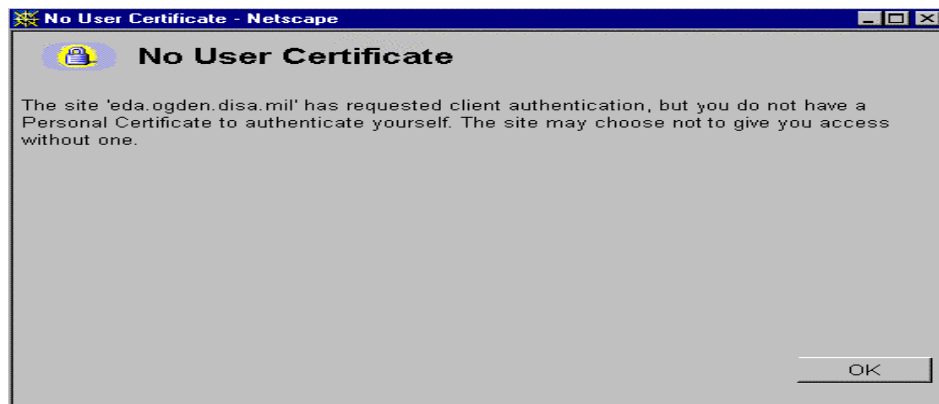 No User Certificate - Netscape
No User Certificate
The site 'eda.ogden.disa.mil' has requested client authentication, but you do not have a
Personal Certificate to authenticate yourself. The site may choose not to give you access
without one.
OK